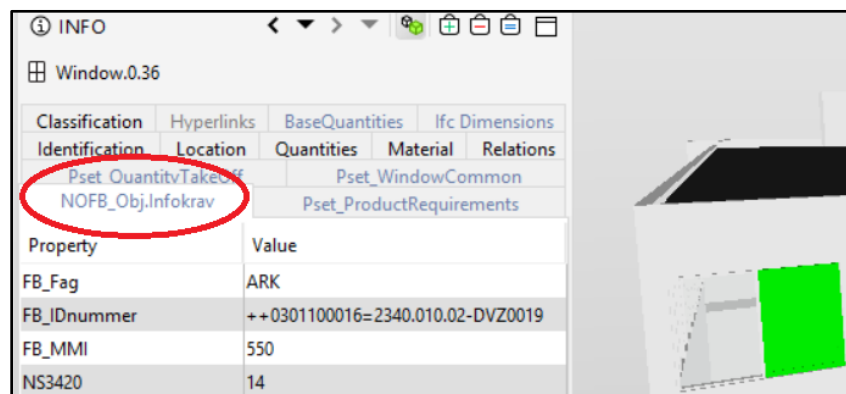 INFO
Window.0.36
Classification Hyperlinks BaseQuantities Ifc Dimensions
Identification Location Quantities Material Relations
Pset_QuantityTakeOff Pset_WindowCommon
NOFB_Obj.Infokrav Pset_ProductRequirements
Property Value
FB_Fag ARK
FB_IDnummer ++0301100016=2340.010.02-DVZ0019
FB_MMI 550
NS3420 14